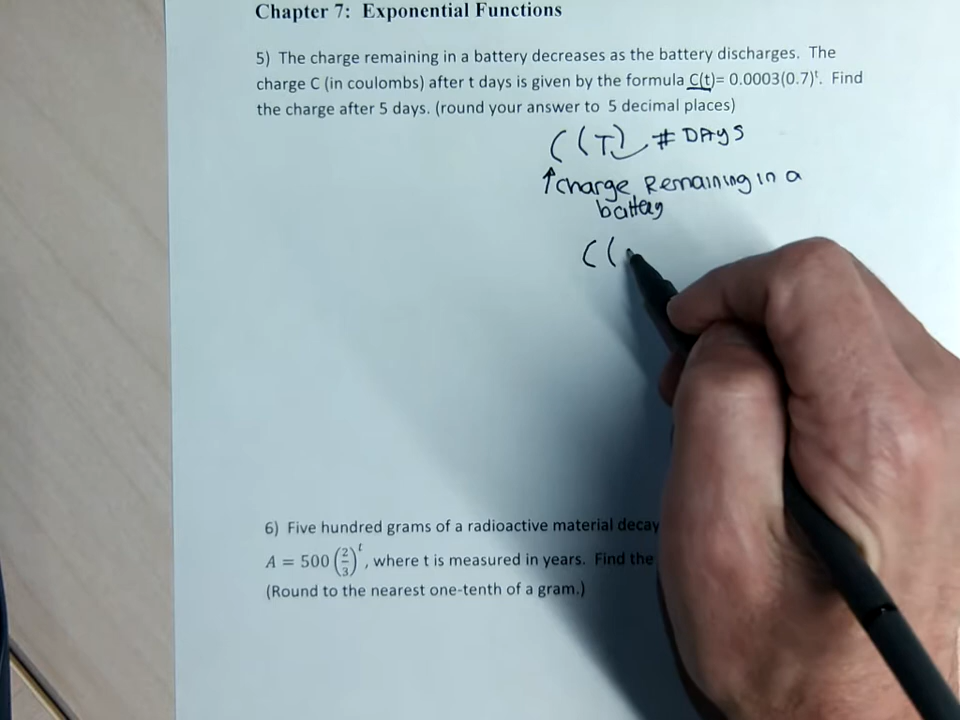 Chapter 7: Exponential Functions
5) The charge remaining in a battery decreases as the battery discharges. The
charge C (in coulombs) after t days is given by the formula C(t)= 0.0003(0.7)ᵗ. Find
the charge after 5 days. (round your answer to 5 decimal places)
C(T) # DAYS
↑charge Remaining in a
battery
C(
6) Five hundred grams of a radioactive material decay
A = 500 (2/3)ᵗ, where t is measured in years. Find the
(Round to the nearest one-tenth of a gram.)